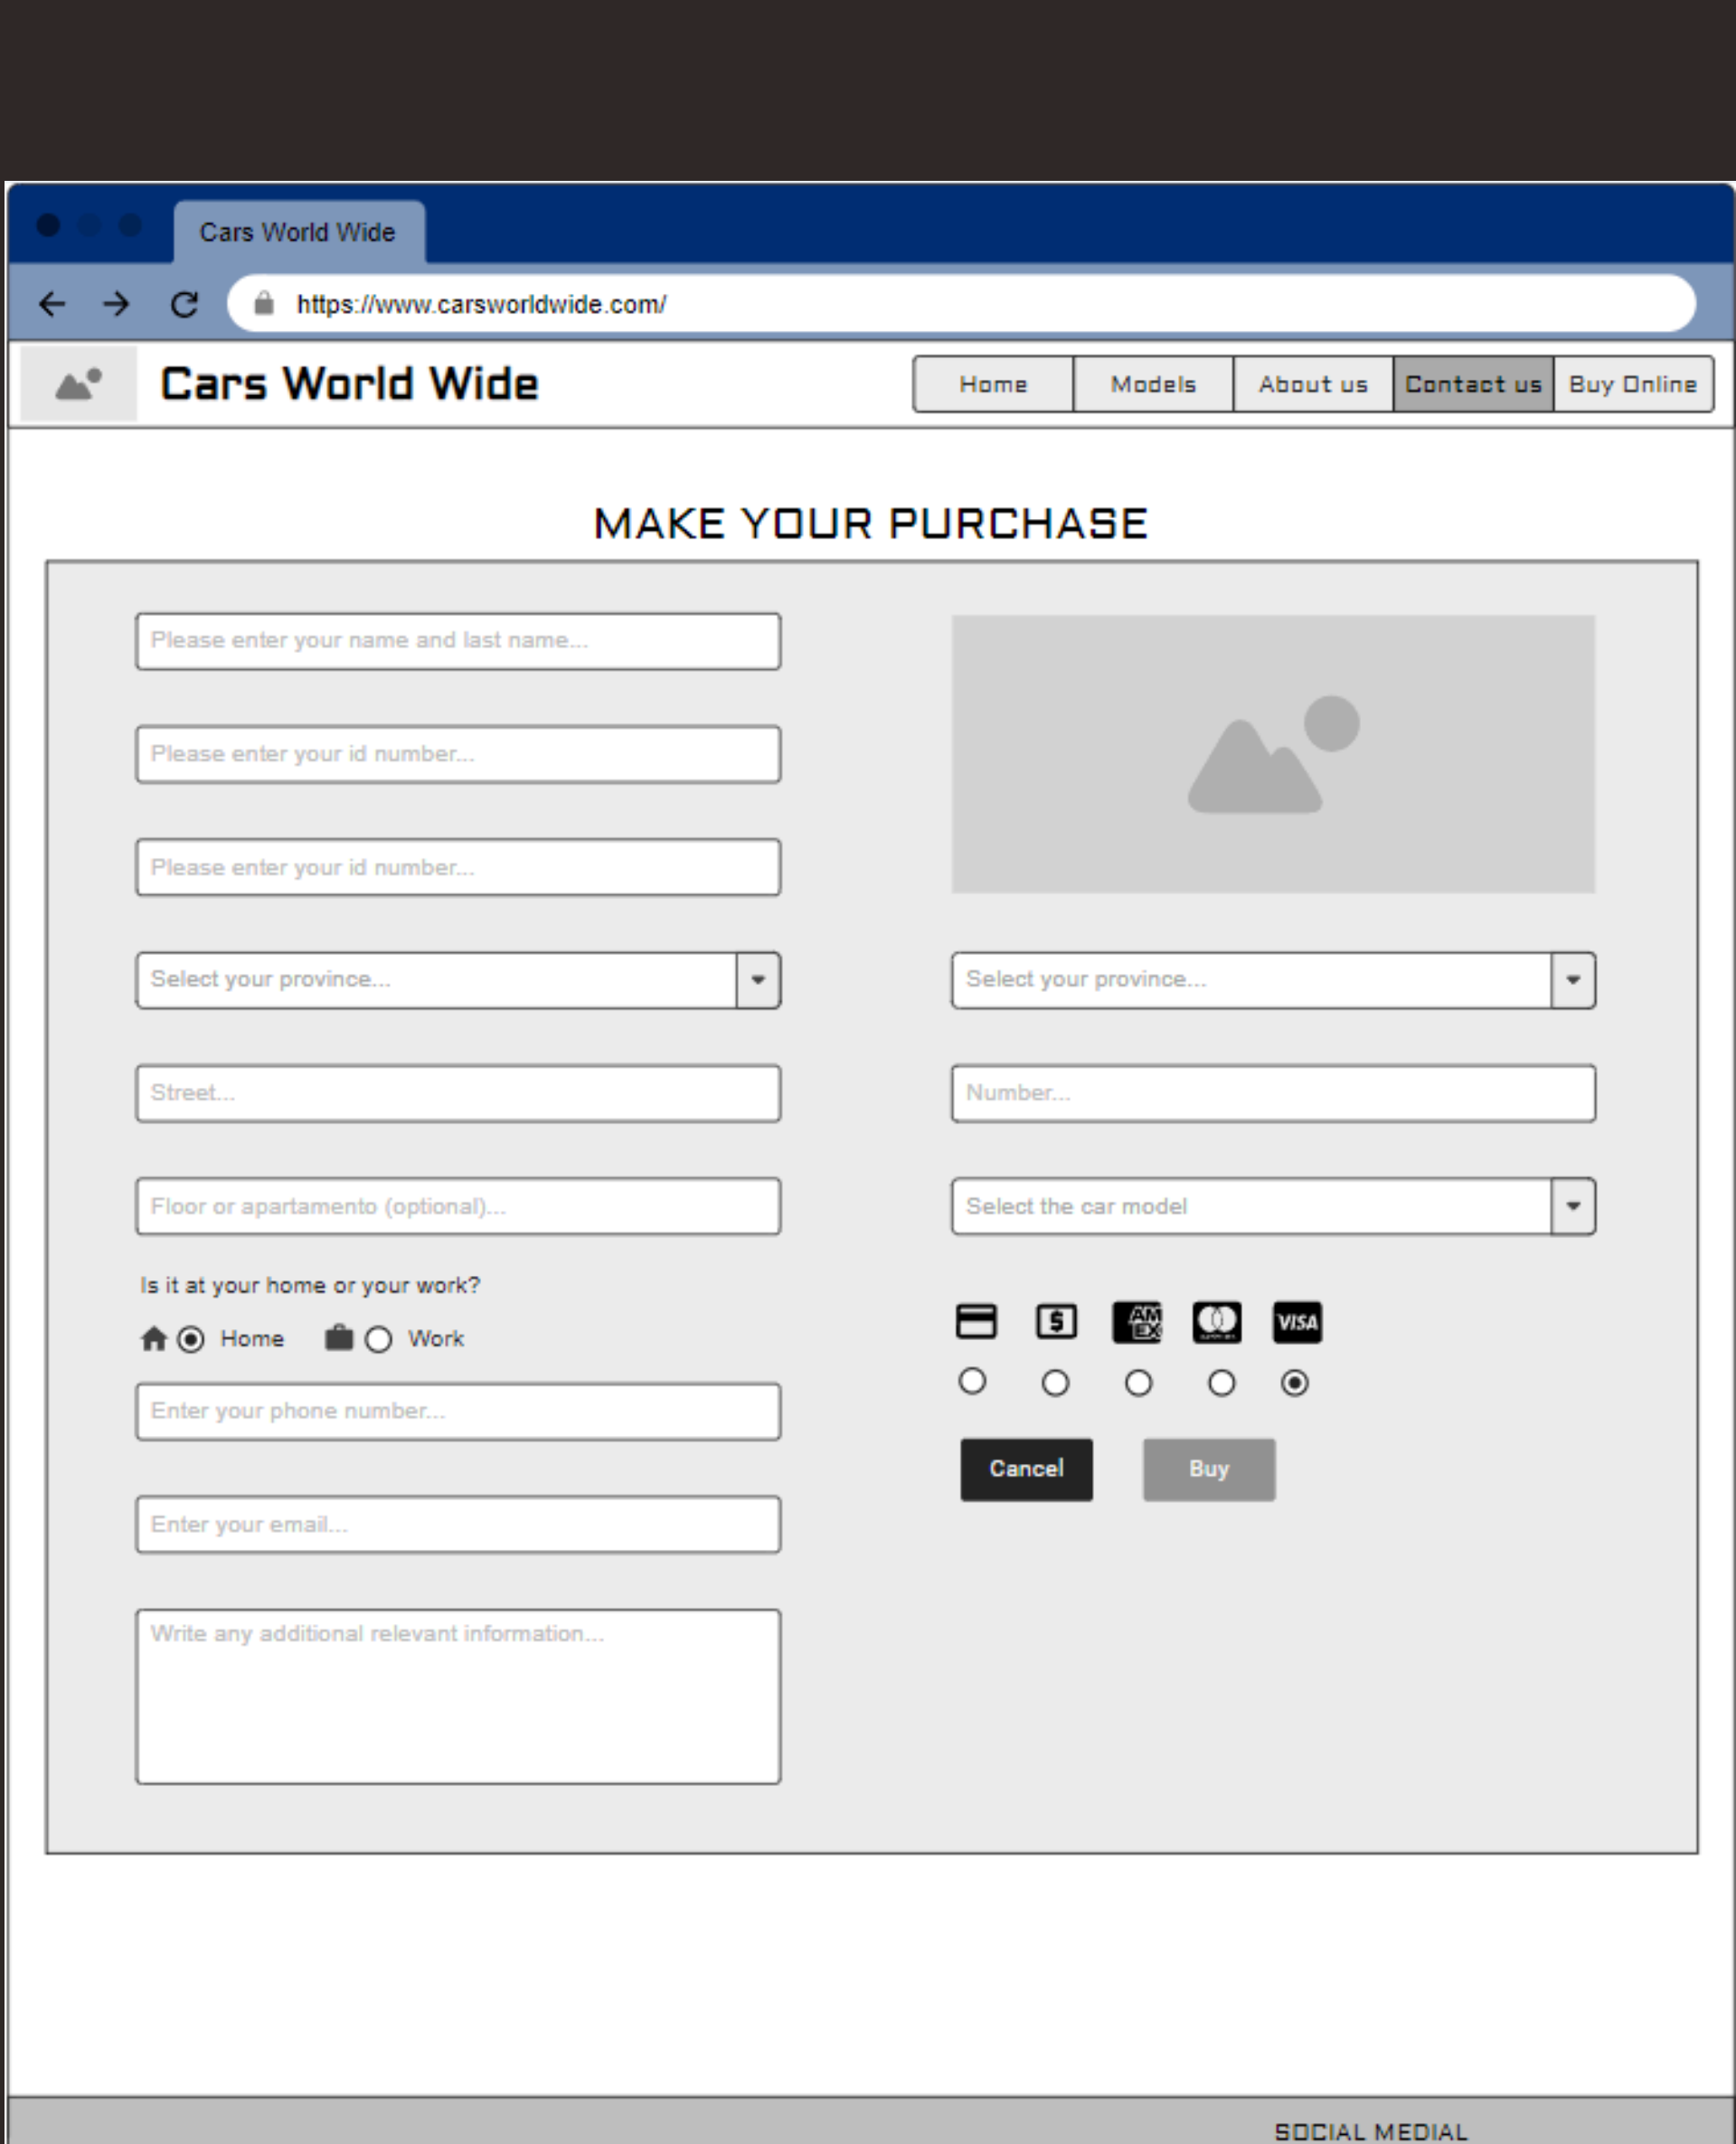 Cars World Wide
https://www.carsworldwide.com/
Cars World Wide
Home Models About us Contact us Buy Online
MAKE YOUR PURCHASE
Please enter your name and last name...
Please enter your id number...
Please enter your id number...
Select your province...
Select your province...
Street...
Number...
Floor or apartamento (optional)...
Select the car model
Is it at your home or your work?
Home Work
$ AM EX VISA
Enter your phone number...
Cancel Buy
Enter your email...
Write any additional relevant information...
SOCIAL MEDIAL